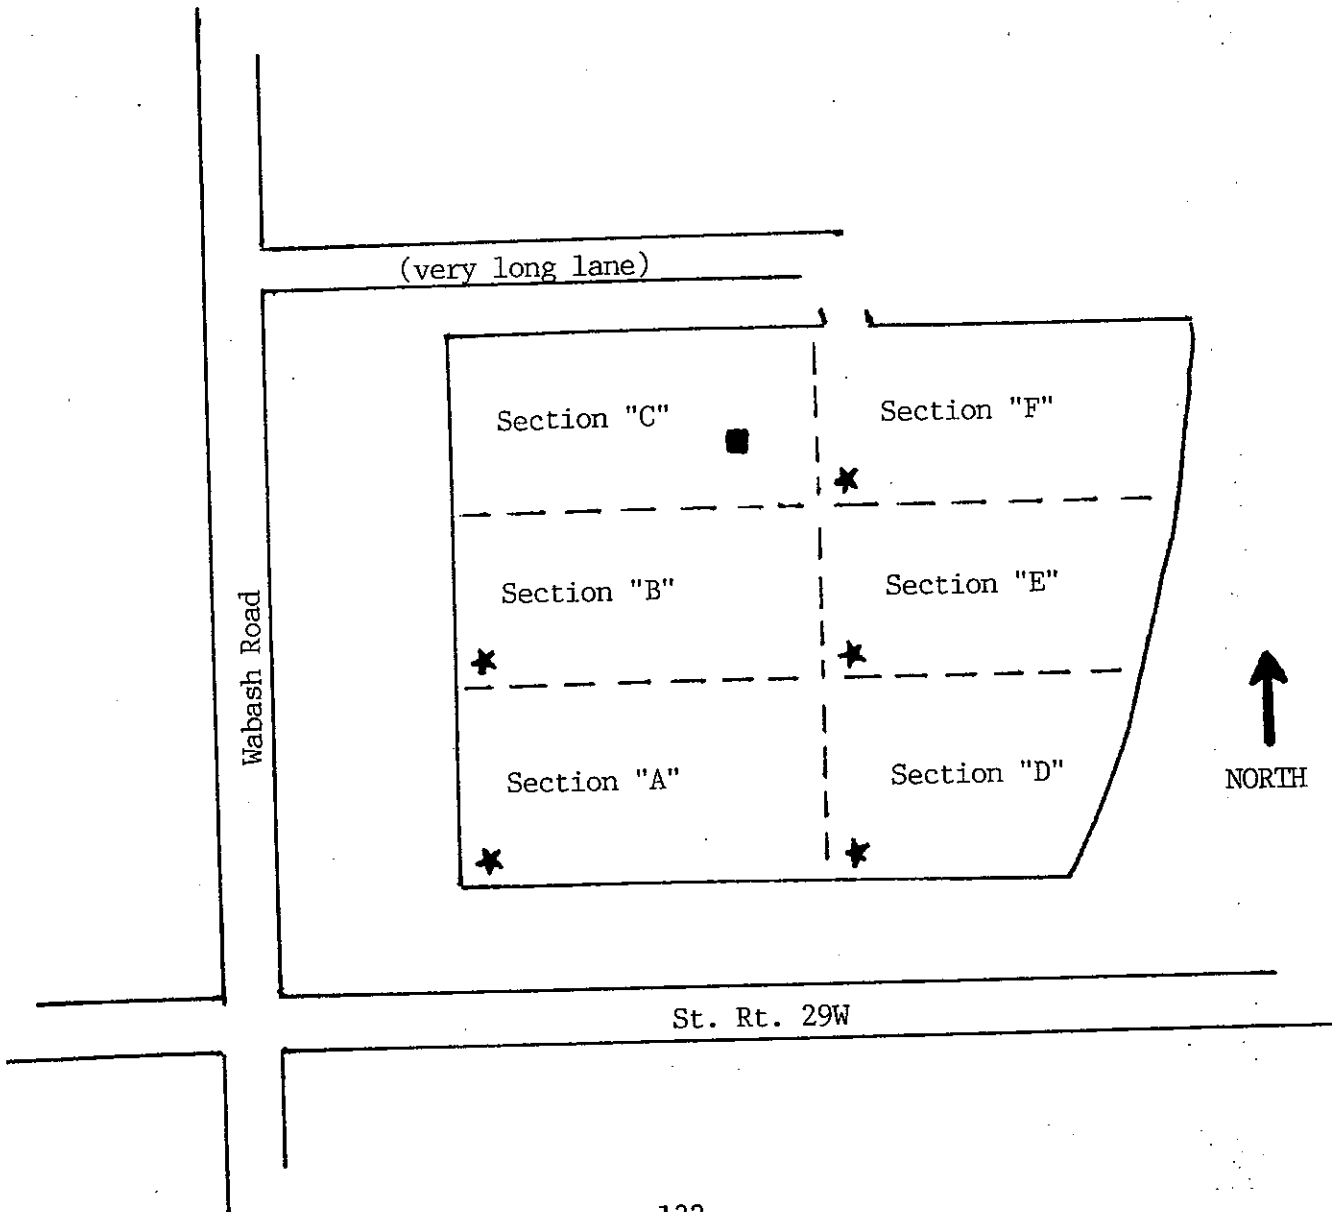 (very long lane)
Section "C"
Section "F"
Section "B"
Section "E"
Wabash Road
Section "A"
Section "D"
NORTH
St. Rt. 29W